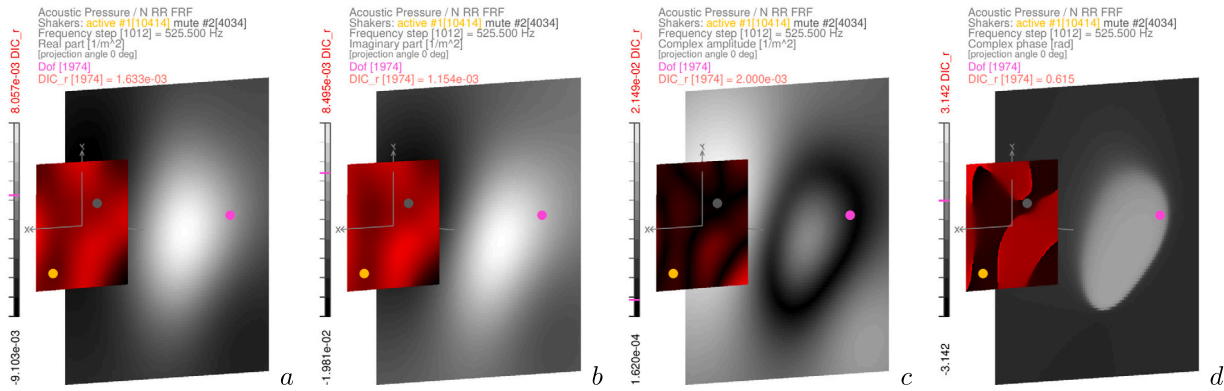 Acoustic Pressure / N RR FRF
Shakers: active #1[10414] mute #2[4034]
Frequency step [1012] = 525.500 Hz
Real part [1/m^2]
[projection angle 0 deg]
Dof [1974]
DIC_r [1974] = 1.633e-03
8.057e-03 DIC_r
-9.103e-03
Y
X
a
Acoustic Pressure / N RR FRF
Shakers: active #1[10414] mute #2[4034]
Frequency step [1012] = 525.500 Hz
Imaginary part [1/m^2]
[projection angle 0 deg]
Dof [1974]
DIC_r [1974] = 1.154e-03
8.495e-03 DIC_r
-1.981e-02
Y
X
b
Acoustic Pressure / N RR FRF
Shakers: active #1[10414] mute #2[4034]
Frequency step [1012] = 525.500 Hz
Complex amplitude [1/m^2]
[projection angle 0 deg]
Dof [1974]
DIC_r [1974] = 2.000e-03
2.149e-02 DIC_r
1.620e-04
Y
X
c
Acoustic Pressure / N RR FRF
Shakers: active #1[10414] mute #2[4034]
Frequency step [1012] = 525.500 Hz
Complex phase [rad]
[projection angle 0 deg]
Dof [1974]
DIC_r [1974] = 0.615
3.142 DIC_r
-3.142
Y
X
d